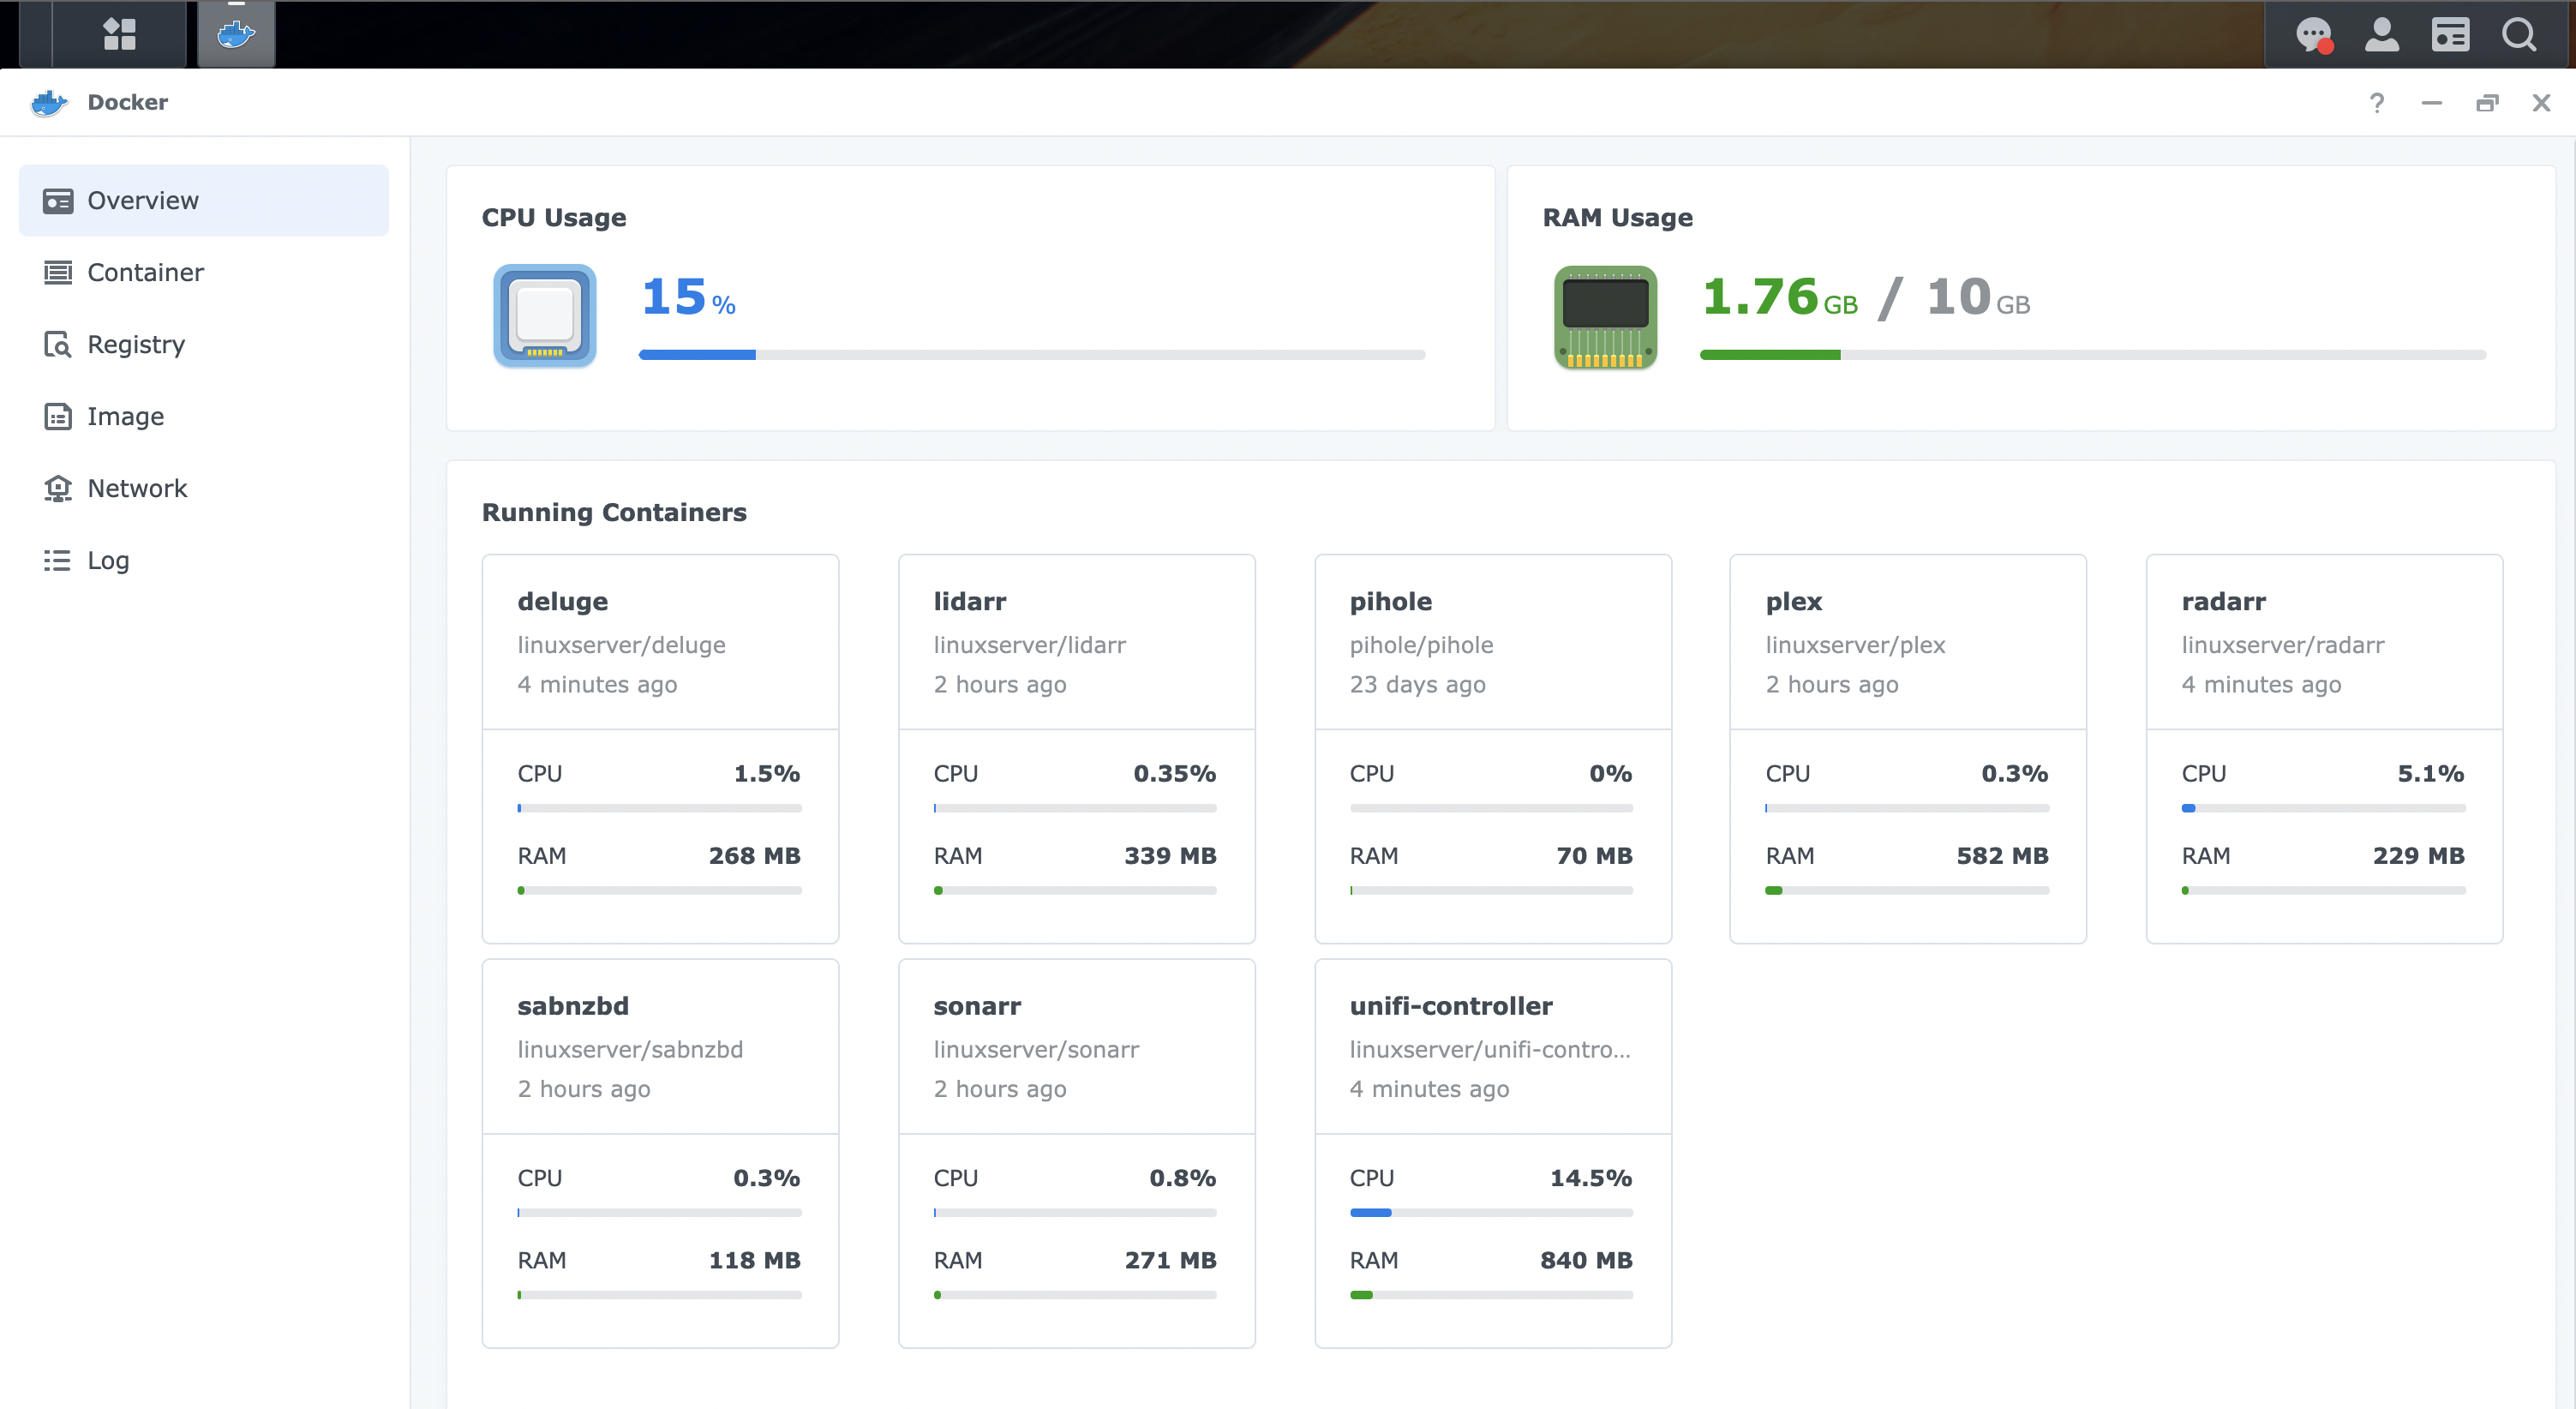 Docker
Overview
Container
Registry
Image
Network
Log
CPU Usage
15 %
RAM Usage
1.76 GB / 10 GB
Running Containers
deluge
linuxserver/deluge
4 minutes ago
CPU 1.5%
RAM 268 MB
lidarr
linuxserver/lidarr
2 hours ago
CPU 0.35%
RAM 339 MB
pihole
pihole/pihole
23 days ago
CPU 0%
RAM 70 MB
plex
linuxserver/plex
2 hours ago
CPU 0.3%
RAM 582 MB
radarr
linuxserver/radarr
4 minutes ago
CPU 5.1%
RAM 229 MB
sabnzbd
linuxserver/sabnzbd
2 hours ago
CPU 0.3%
RAM 118 MB
sonarr
linuxserver/sonarr
2 hours ago
CPU 0.8%
RAM 271 MB
unifi-controller
linuxserver/unifi-contro...
4 minutes ago
CPU 14.5%
RAM 840 MB